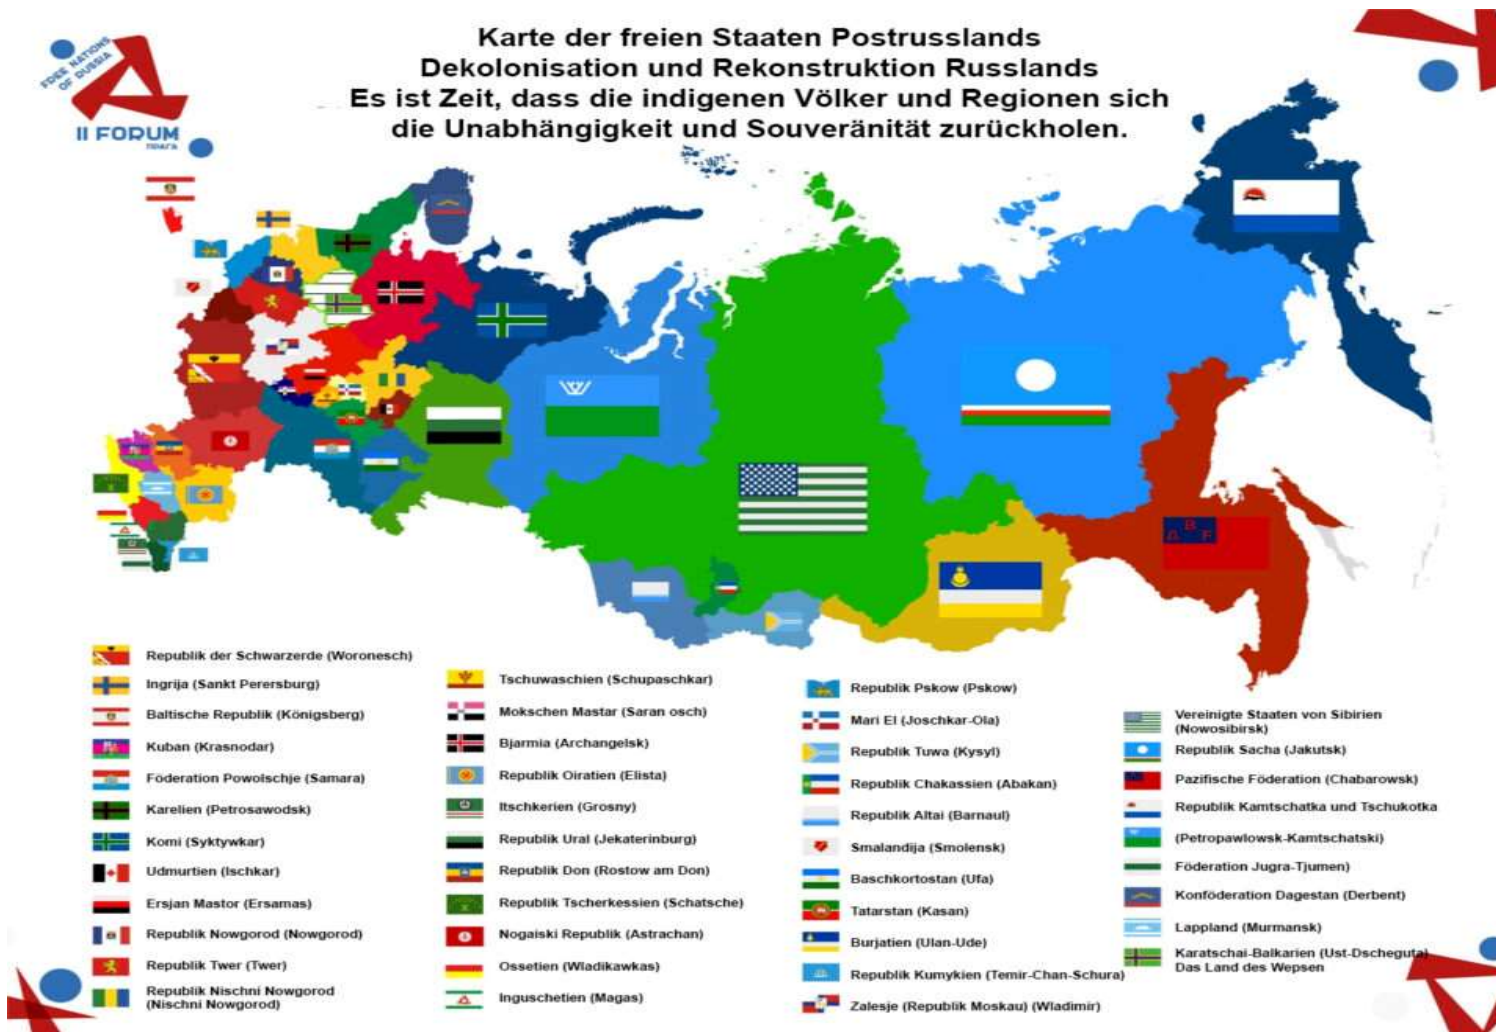 Karte der freien Staaten Postrusslands
Dekolonisation und Rekonstruktion Russlands
Es ist Zeit, dass die indigenen Völker und Regionen sich
die Unabhängigkeit und Souveränität zurückholen.
FREE NATIONS
OF RUSSIA
II FORUM
ПРАГА
Republik der Schwarzerde (Woronesch)
Ingrija (Sankt Perersburg)
Baltische Republik (Königsberg)
Kuban (Krasnodar)
Föderation Powolschje (Samara)
Karelien (Petrosawodsk)
Komi (Syktywkar)
Udmurtien (Ischkar)
Ersjan Mastor (Ersamas)
Republik Nowgorod (Nowgorod)
Republik Twer (Twer)
Republik Nischni Nowgorod
(Nischni Nowgorod)
Tschuwaschien (Schupaschkar)
Mokschen Mastar (Saran osch)
Bjarmia (Archangelsk)
Republik Oiratien (Elista)
Itschkerien (Grosny)
Republik Ural (Jekaterinburg)
Republik Don (Rostow am Don)
Republik Tscherkessien (Schatsche)
Nogaiski Republik (Astrachan)
Ossetien (Wladikawkas)
Inguschetien (Magas)
Republik Pskow (Pskow)
Mari El (Joschkar-Ola)
Republik Tuwa (Kysyl)
Republik Chakassien (Abakan)
Republik Altai (Barnaul)
Smalandija (Smolensk)
Baschkortostan (Ufa)
Tatarstan (Kasan)
Burjatien (Ulan-Ude)
Republik Kumykien (Temir-Chan-Schura)
Zalesje (Republik Moskau) (Wladimir)
Vereinigte Staaten von Sibirien
(Nowosibirsk)
Republik Sacha (Jakutsk)
Pazifische Föderation (Chabarowsk)
Republik Kamtschatka und Tschukotka
(Petropawlowsk-Kamtschatski)
Föderation Jugra-Tjumen)
Konföderation Dagestan (Derbent)
Lappland (Murmansk)
Karatschai-Balkarien (Ust-Dscheguta)
Das Land des Wepsen